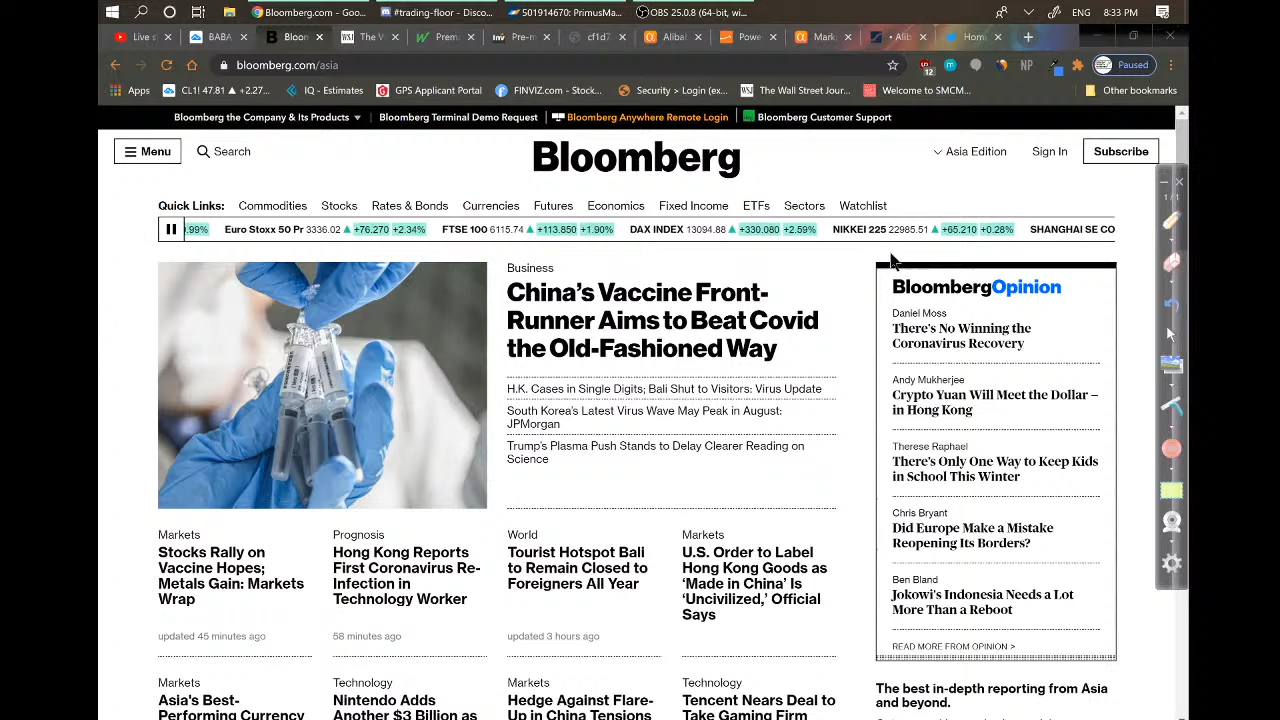 Bloomberg.com - Goo...
#trading-floor - Disco...
501914670: PrimusMa...
OBS 25.0.8 (64-bit, wi...
ENG
8:33 PM
Live s
BABA
Bloom
The V
Prem
Pre-m
cf1d7
Alibal
Powe
Mark
• Alib
Hom
bloomberg.com/asia
12
NP
Paused
Apps
CL1! 47.81 ▲ +2.27...
IQ - Estimates
GPS Applicant Portal
FINVIZ.com - Stock...
Security > Login (ex...
The Wall Street Jour...
Welcome to SMCM...
Other bookmarks
Bloomberg the Company & Its Products
Bloomberg Terminal Demo Request
Bloomberg Anywhere Remote Login
Bloomberg Customer Support
Menu
Search
Bloomberg
Asia Edition
Sign In
Subscribe
Quick Links: Commodities Stocks Rates & Bonds Currencies Futures Economics Fixed Income ETFs Sectors Watchlist
.99% Euro Stoxx 50 Pr 3336.02 ▲ +76.270 +2.34% FTSE 100 6115.74 ▲ +113.850 +1.90% DAX INDEX 13094.88 ▲ +330.080 +2.59% NIKKEI 225 22985.51 ▲ +65.210 +0.28% SHANGHAI SE CO
1/1
Business
China's Vaccine Front-
Runner Aims to Beat Covid
the Old-Fashioned Way
H.K. Cases in Single Digits; Bali Shut to Visitors: Virus Update
South Korea's Latest Virus Wave May Peak in August:
JPMorgan
Trump's Plasma Push Stands to Delay Clearer Reading on
Science
BloombergOpinion
Daniel Moss
There's No Winning the
Coronavirus Recovery
Andy Mukherjee
Crypto Yuan Will Meet the Dollar –
in Hong Kong
Therese Raphael
There's Only One Way to Keep Kids
in School This Winter
Chris Bryant
Did Europe Make a Mistake
Reopening Its Borders?
Ben Bland
Jokowi's Indonesia Needs a Lot
More Than a Reboot
READ MORE FROM OPINION >
Markets
Stocks Rally on
Vaccine Hopes;
Metals Gain: Markets
Wrap
updated 45 minutes ago
Prognosis
Hong Kong Reports
First Coronavirus Re-
Infection in
Technology Worker
58 minutes ago
World
Tourist Hotspot Bali
to Remain Closed to
Foreigners All Year
updated 3 hours ago
Markets
U.S. Order to Label
Hong Kong Goods as
'Made in China' Is
'Uncivilized,' Official
Says
Markets
Asia's Best-
Performing Currency
Technology
Nintendo Adds
Another $3 Billion as
Markets
Hedge Against Flare-
Up in China Tensions
Technology
Tencent Nears Deal to
Take Gaming Firm
The best in-depth reporting from Asia
and beyond.